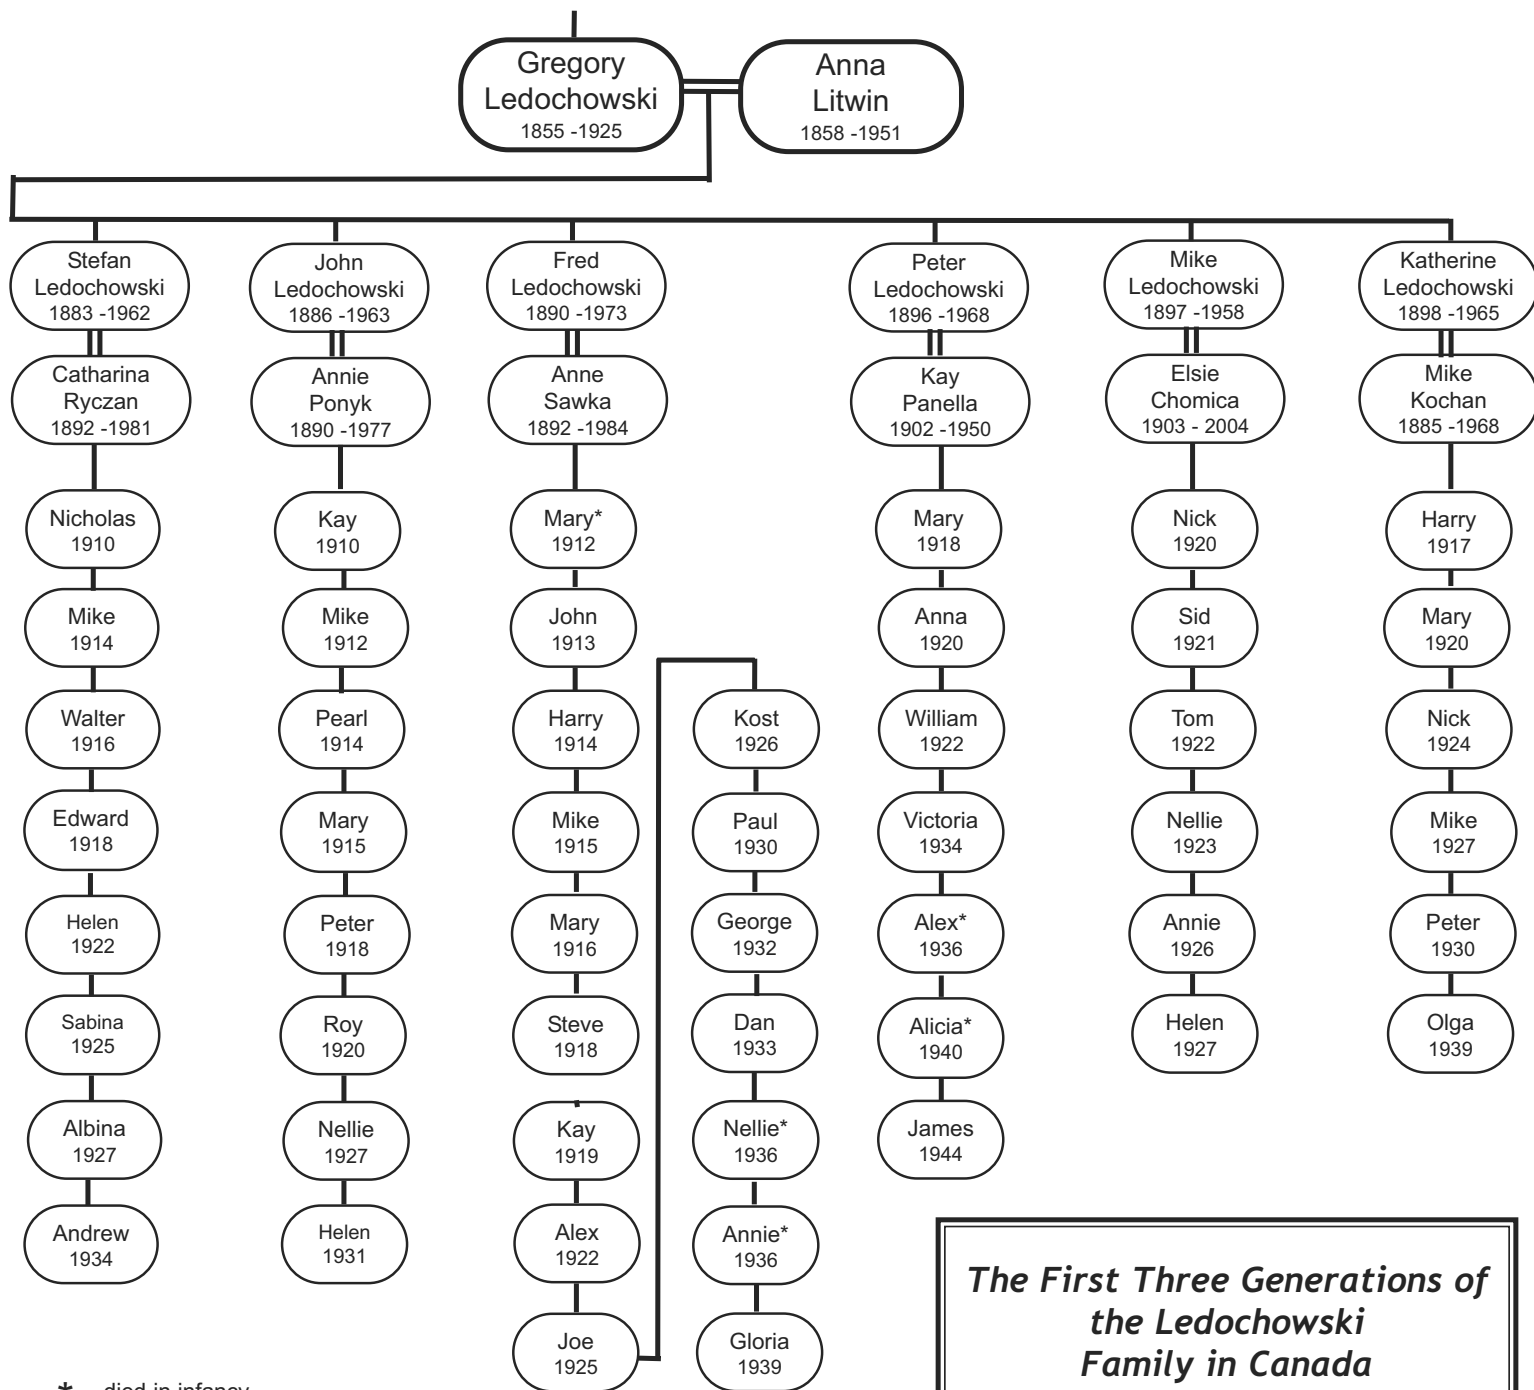 Gregory
Ledochowski
1855 -1925
Anna
Litwin
1858 -1951
Stefan
Ledochowski
1883 -1962
Catharina
Ryczan
1892 -1981
Nicholas
1910
Mike
1914
Walter
1916
Edward
1918
Helen
1922
Sabina
1925
Albina
1927
Andrew
1934
John
Ledochowski
1886 -1963
Annie
Ponyk
1890 -1977
Kay
1910
Mike
1912
Pearl
1914
Mary
1915
Peter
1918
Roy
1920
Nellie
1927
Helen
1931
Fred
Ledochowski
1890 -1973
Anne
Sawka
1892 -1984
Mary*
1912
John
1913
Harry
1914
Mike
1915
Mary
1916
Steve
1918
Kay
1919
Alex
1922
Joe
1925
Kost
1926
Paul
1930
George
1932
Dan
1933
Nellie*
1936
Annie*
1936
Gloria
1939
Peter
Ledochowski
1896 -1968
Kay
Panella
1902 -1950
Mary
1918
Anna
1920
William
1922
Victoria
1934
Alex*
1936
Alicia*
1940
James
1944
Mike
Ledochowski
1897 -1958
Elsie
Chomica
1903 - 2004
Nick
1920
Sid
1921
Tom
1922
Nellie
1923
Annie
1926
Helen
1927
Katherine
Ledochowski
1898 -1965
Mike
Kochan
1885 -1968
Harry
1917
Mary
1920
Nick
1924
Mike
1927
Peter
1930
Olga
1939
* died in infancy
The First Three Generations of
the Ledochowski
Family in Canada